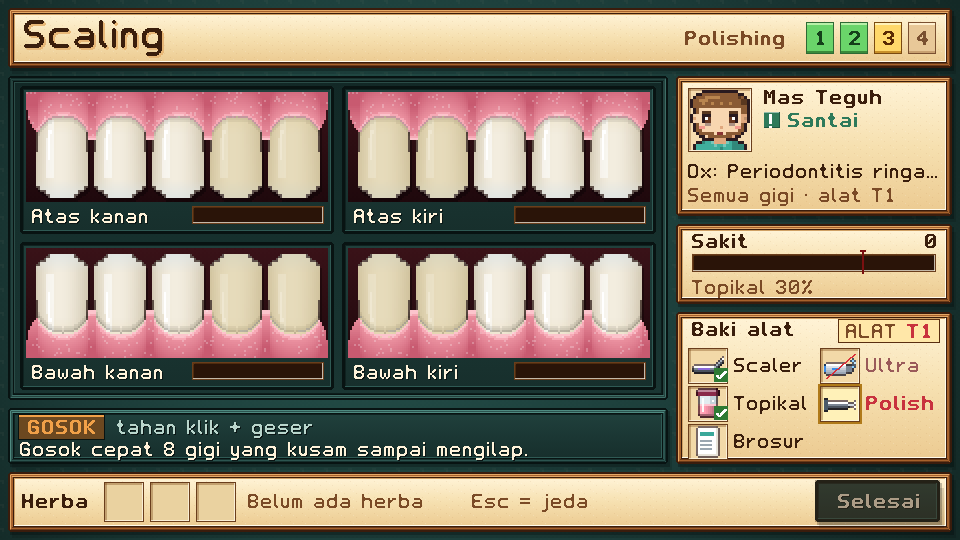 Scaling
Polishing 1 2 3 4
Atas kanan
Atas kiri
Bawah kanan
Bawah kiri
GOSOK tahan klik + geser
Gosok cepat 8 gigi yang kusam sampai mengilap.
Mas Teguh
Santai
Dx: Periodontitis ringa…
Semua gigi · alat T1
Sakit 0
Topikal 30%
Baki alat ALAT T1
Scaler Ultra
Topikal Polish
Brosur
Herba Belum ada herba Esc = jeda Selesai